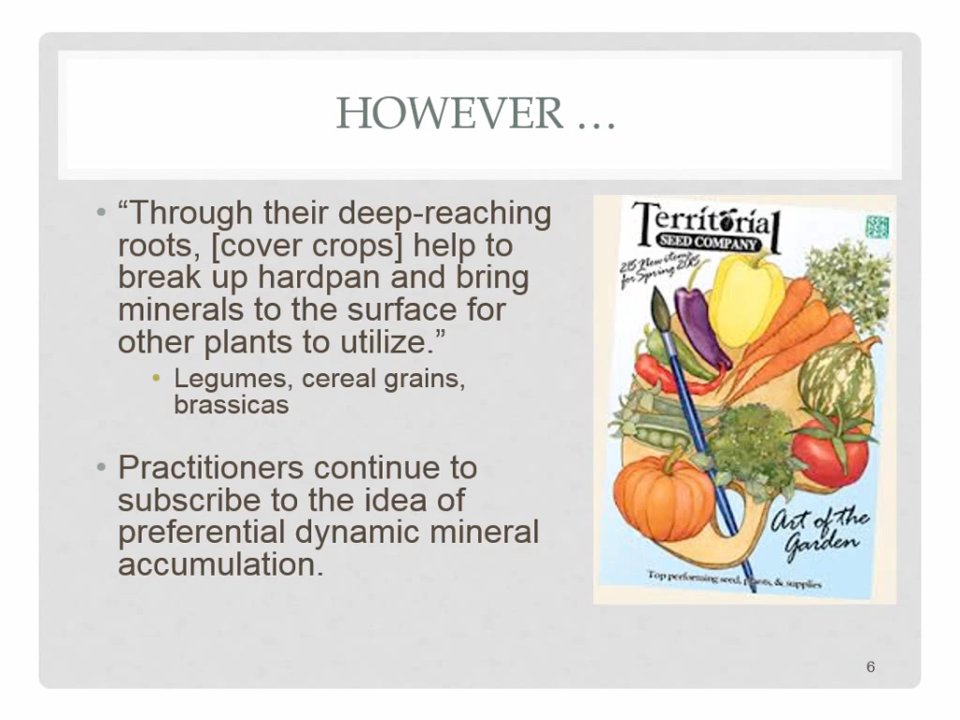 HOWEVER …
• “Through their deep-reaching
roots, [cover crops] help to
break up hardpan and bring
minerals to the surface for
other plants to utilize.”
• Legumes, cereal grains,
brassicas
• Practitioners continue to
subscribe to the idea of
preferential dynamic mineral
accumulation.
Territorial
SEED COMPANY
215 New items
for Spring 2015
Art of the
Garden
Top performing seed, plants, & supplies
6